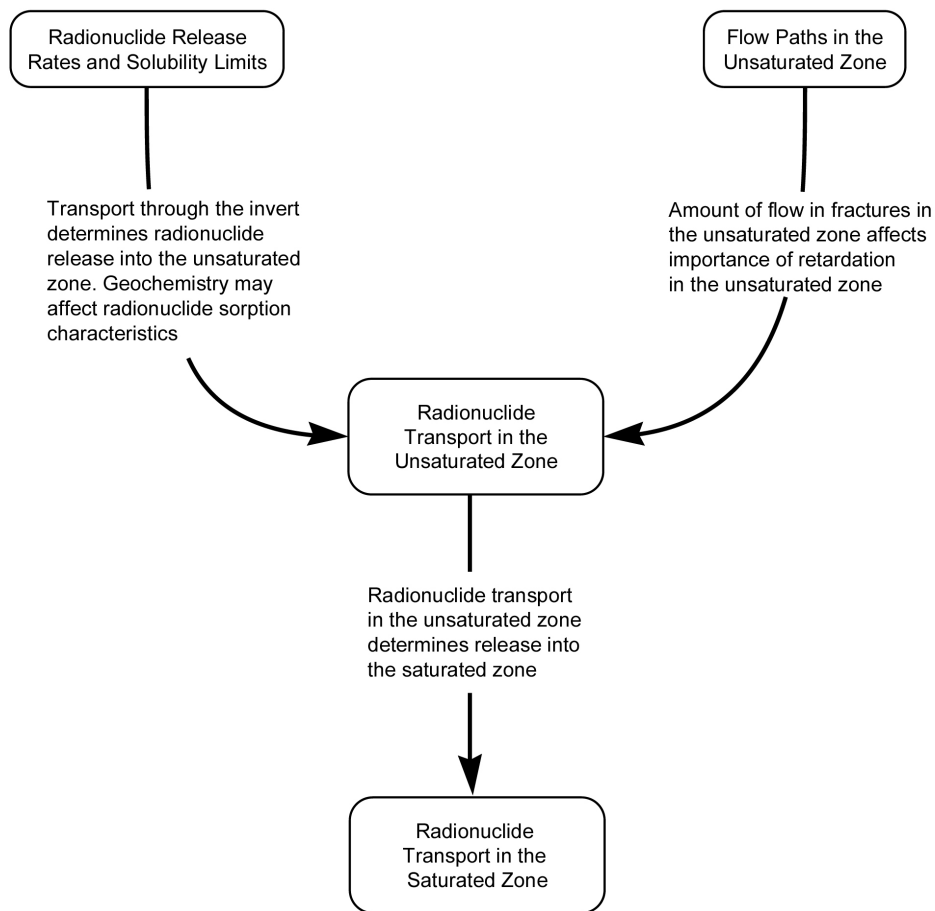 Radionuclide Release
Rates and Solubility Limits
Flow Paths in the
Unsaturated Zone
Transport through the invert
determines radionuclide
release into the unsaturated
zone. Geochemistry may
affect radionuclide sorption
characteristics
Amount of flow in fractures in
the unsaturated zone affects
importance of retardation
in the unsaturated zone
Radionuclide
Transport in the
Unsaturated Zone
Radionuclide transport
in the unsaturated zone
determines release into
the saturated zone
Radionuclide
Transport in the
Saturated Zone